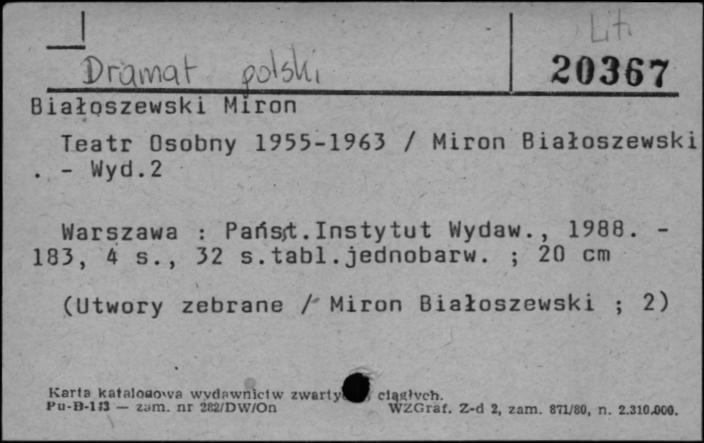 Lit.
Dramat polski
20367
Białoszewski Miron
Teatr Osobny 1955-1963 / Miron Białoszewski
. - Wyd.2
Warszawa : Państ.Instytut Wydaw., 1988. -
183, 4 s., 32 s.tabl.jednobarw. ; 20 cm
(Utwory zebrane / Miron Białoszewski ; 2)
Karta katalogowa wydawnictw zwarty ciągłych.
Pu-B-113 — zam. nr 282/DW/On WZGraf. Z-d 2, zam. 871/80, n. 2.310.000.